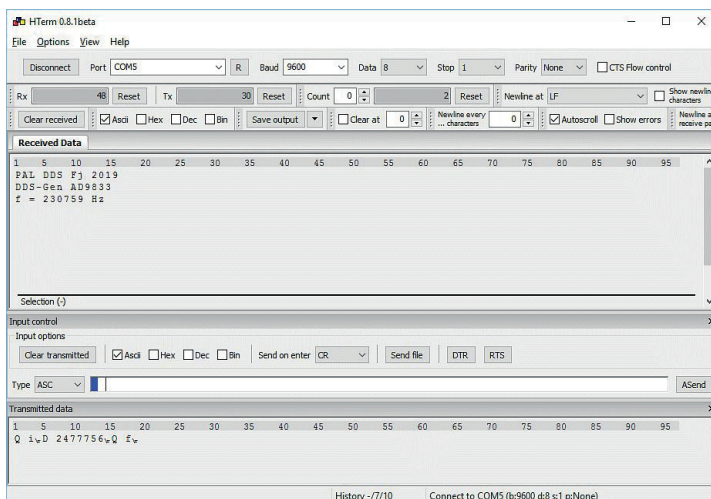 HTerm 0.8.1beta
File Options View Help
Disconnect Port COM5 R Baud 9600 Data 8 Stop 1 Parity None CTS Flow control
Rx 48 Reset Tx 30 Reset Count 0 2 Reset Newline at LF Show newline characters
Clear received Ascii Hex Dec Bin Save output Clear at 0 Newline every ... characters 0 Autoscroll Show errors Newline a receive pa
Received Data
1 5 10 15 20 25 30 35 40 45 50 55 60 65 70 75 80 85 90 95
PAL DDS Fj 2019
DDS-Gen AD9833
f = 230759 Hz
Selection (-)
Input control
Input options
Clear transmitted Ascii Hex Dec Bin Send on enter CR Send file DTR RTS
Type ASC ASend
Transmitted data
1 5 10 15 20 25 30 35 40 45 50 55 60 65 70 75 80 85 90 95
Q i␍D 2477756␍Q f␍
History -/7/10 Connect to COM5 (b:9600 d:8 s:1 p:None)